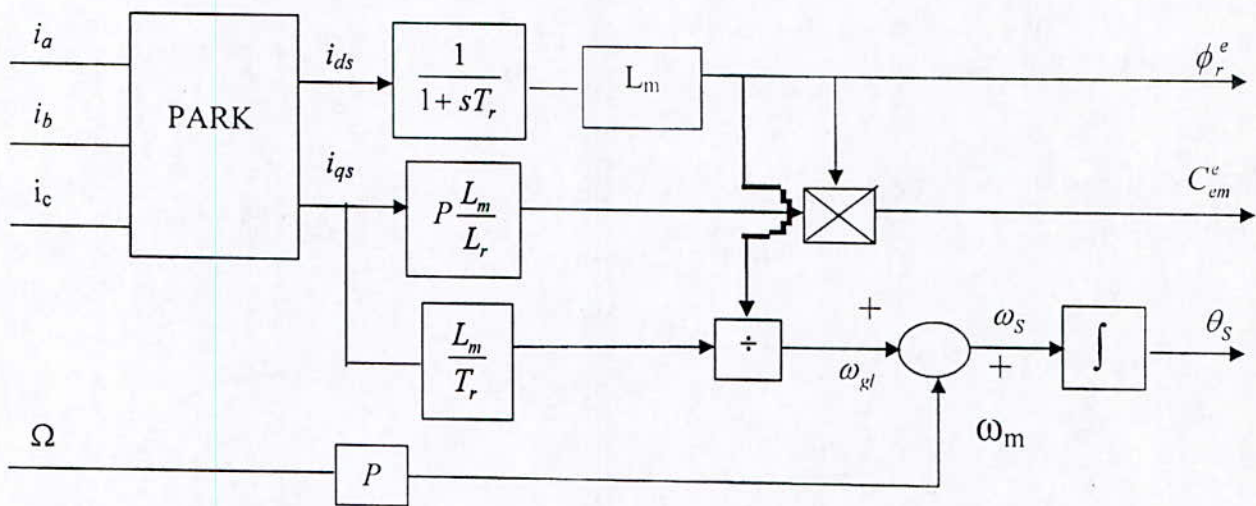 i_a
i_b
i_c
PARK
i_ds
i_qs
1 / (1 + sT_r)
L_m
φ_r^e
P L_m / L_r
C_em^e
L_m / T_r
÷
+
ω_gl
ω_S
+
∫
θ_S
ω_m
Ω
P